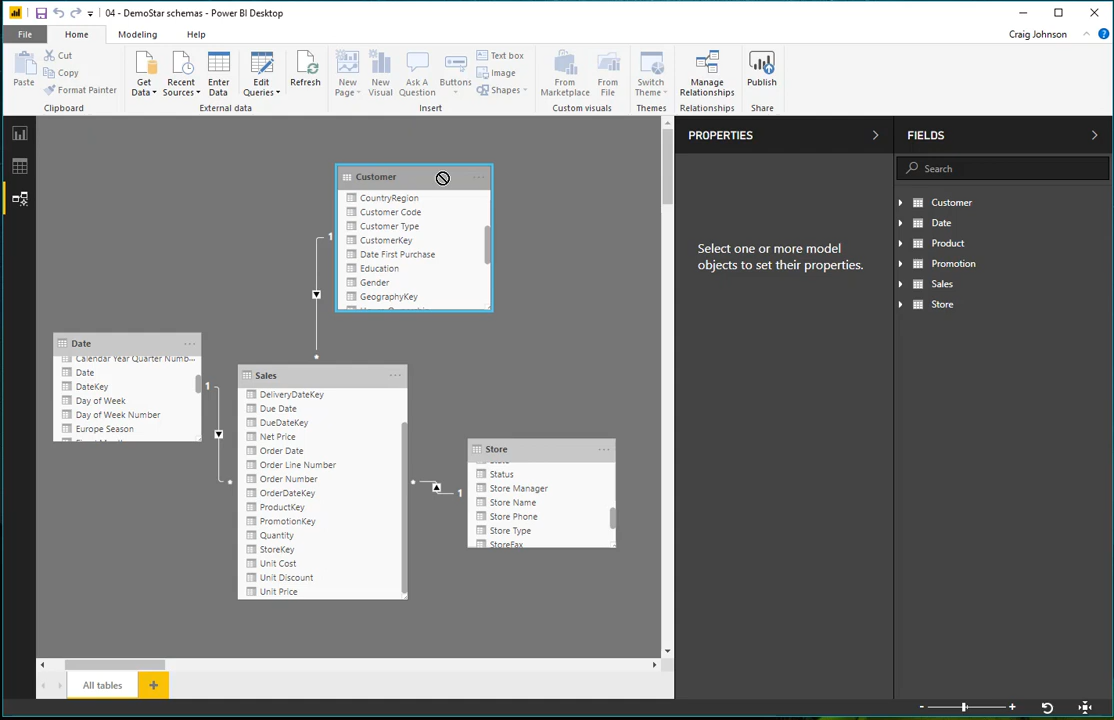 04 - DemoStar schemas - Power BI Desktop
File Home Modeling Help Craig Johnson
Paste
Cut
Copy
Format Painter
Clipboard
Get Data
Recent Sources
Enter Data
Edit Queries
Refresh
External data
New Page
New Visual
Ask A Question
Buttons
Text box
Image
Shapes
Insert
From Marketplace
From File
Custom visuals
Switch Theme
Themes
Manage Relationships
Relationships
Publish
Share
Customer
CountryRegion
Customer Code
Customer Type
CustomerKey
Date First Purchase
Education
Gender
GeographyKey
1
Date
Calendar Year Quarter Numb...
Date
DateKey
Day of Week
Day of Week Number
Europe Season
1
Sales
DeliveryDateKey
Due Date
DueDateKey
Net Price
Order Date
Order Line Number
Order Number
OrderDateKey
ProductKey
PromotionKey
Quantity
StoreKey
Unit Cost
Unit Discount
Unit Price
1
Store
Status
Store Manager
Store Name
Store Phone
Store Type
StoreFax
All tables
PROPERTIES
Select one or more model
objects to set their properties.
FIELDS
Search
Customer
Date
Product
Promotion
Sales
Store